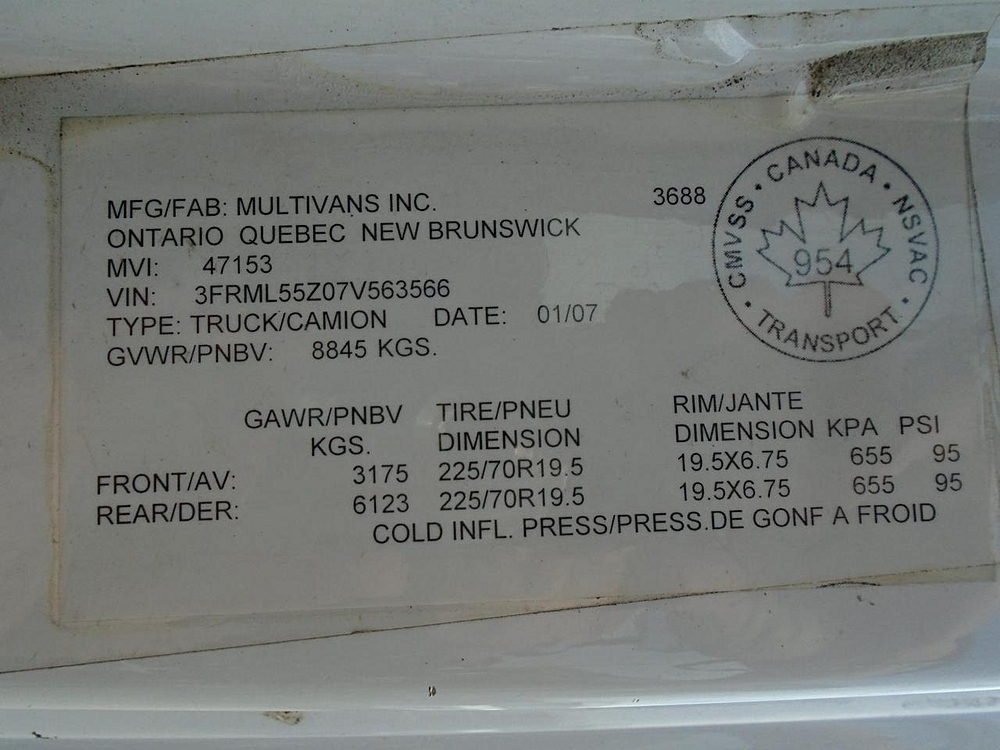 MFG/FAB: MULTIVANS INC. 3688
ONTARIO QUEBEC NEW BRUNSWICK
MVI: 47153
VIN: 3FRML55Z07V563566
TYPE: TRUCK/CAMION DATE: 01/07
GVWR/PNBV: 8845 KGS.
CANADA • NSVAC • TRANSPORT • CMVSS •
954
GAWR/PNBV TIRE/PNEU RIM/JANTE
KGS. DIMENSION DIMENSION KPA PSI
FRONT/AV: 3175 225/70R19.5 19.5X6.75 655 95
REAR/DER: 6123 225/70R19.5 19.5X6.75 655 95
COLD INFL. PRESS/PRESS.DE GONF A FROID